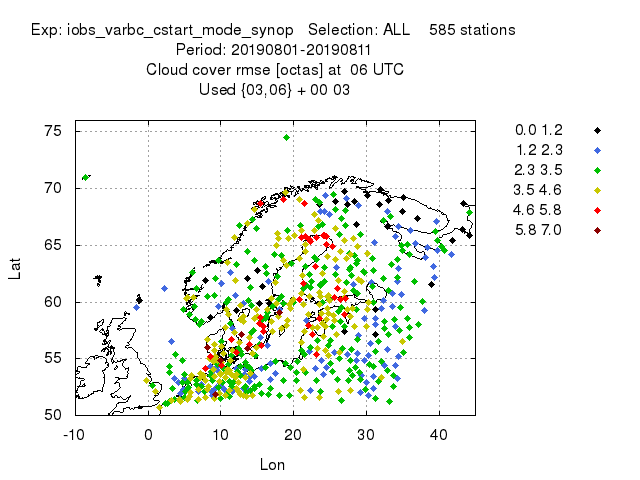 Exp: iobs_varbc_cstart_mode_synop Selection: ALL 585 stations
Period: 20190801-20190811
Cloud cover rmse [octas] at 06 UTC
Used {03,06} + 00 03
0.0 1.2
1.2 2.3
2.3 3.5
3.5 4.6
4.6 5.8
5.8 7.0
75
70
65
60
55
50
Lat
-10 0 10 20 30 40
Lon